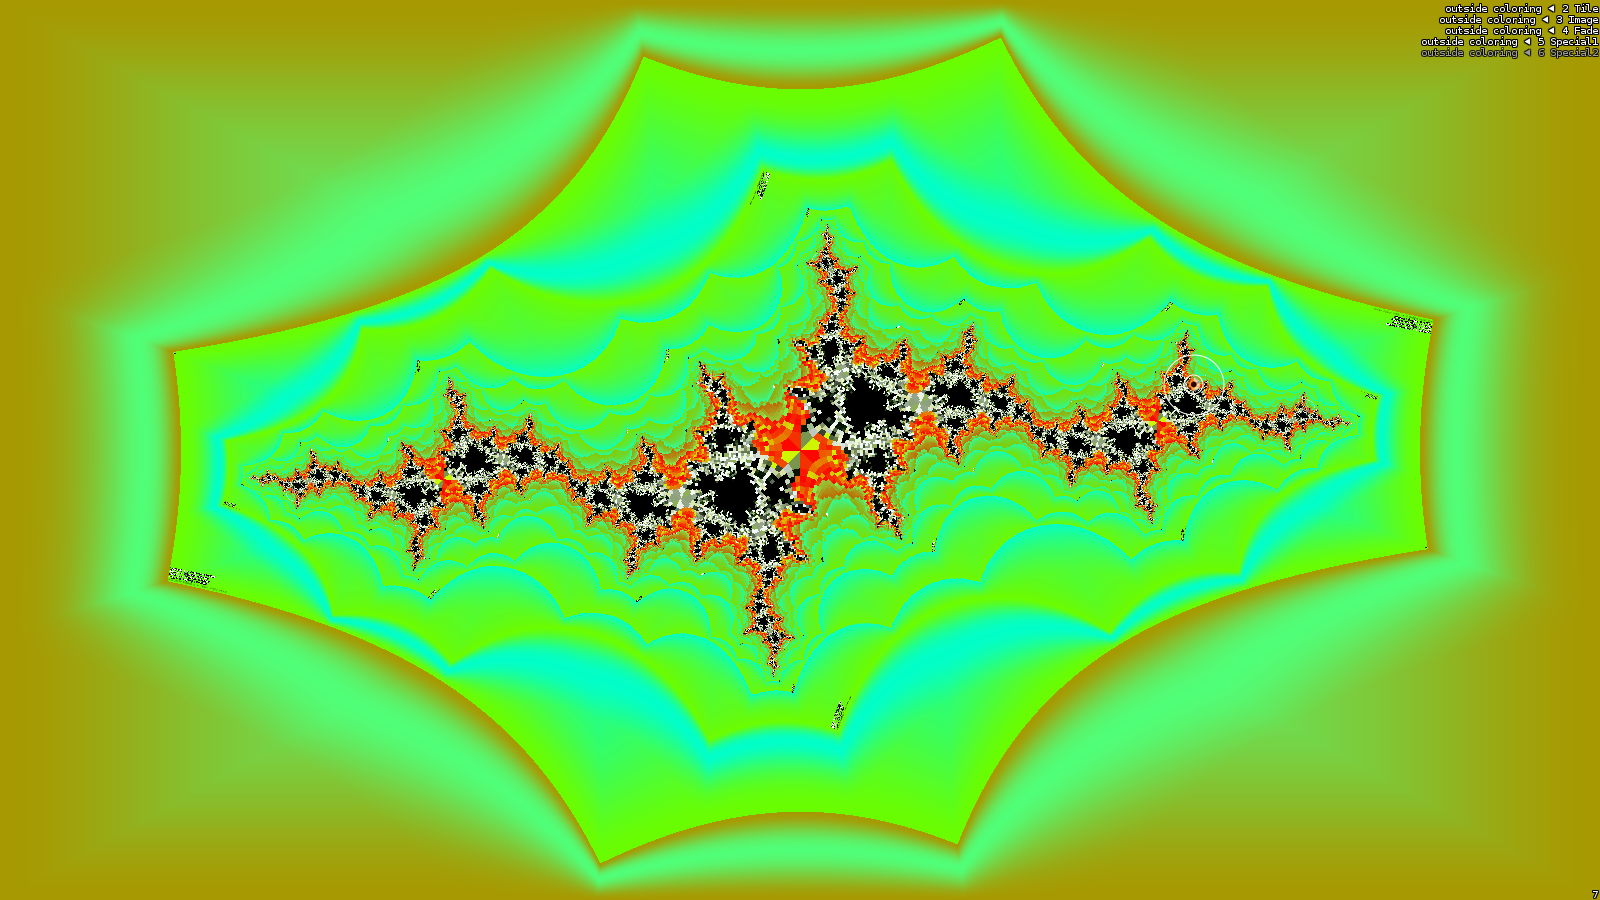 outside coloring ◄ 2 Tile
outside coloring ◄ 3 Image
outside coloring ◄ 4 Fade
outside coloring ◄ 5 Special1
outside coloring ◄ 6 Special2
7